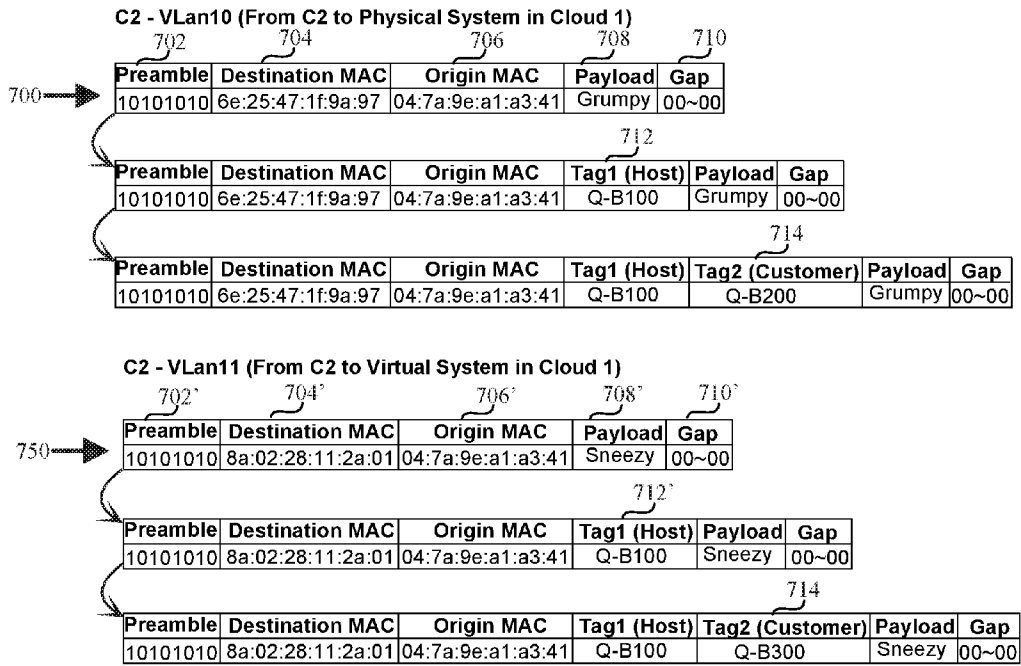 C2 - VLan10 (From C2 to Physical System in Cloud 1)
702 704 706 708 710
Preamble Destination MAC Origin MAC Payload Gap
700 10101010 6e:25:47:1f:9a:97 04:7a:9e:a1:a3:41 Grumpy 00~00
712
Preamble Destination MAC Origin MAC Tag1 (Host) Payload Gap
10101010 6e:25:47:1f:9a:97 04:7a:9e:a1:a3:41 Q-B100 Grumpy 00~00
714
Preamble Destination MAC Origin MAC Tag1 (Host) Tag2 (Customer) Payload Gap
10101010 6e:25:47:1f:9a:97 04:7a:9e:a1:a3:41 Q-B100 Q-B200 Grumpy 00~00
C2 - VLan11 (From C2 to Virtual System in Cloud 1)
702' 704' 706' 708' 710'
Preamble Destination MAC Origin MAC Payload Gap
750 10101010 8a:02:28:11:2a:01 04:7a:9e:a1:a3:41 Sneezy 00~00
712'
Preamble Destination MAC Origin MAC Tag1 (Host) Payload Gap
10101010 8a:02:28:11:2a:01 04:7a:9e:a1:a3:41 Q-B100 Sneezy 00~00
714
Preamble Destination MAC Origin MAC Tag1 (Host) Tag2 (Customer) Payload Gap
10101010 8a:02:28:11:2a:01 04:7a:9e:a1:a3:41 Q-B100 Q-B300 Sneezy 00~00